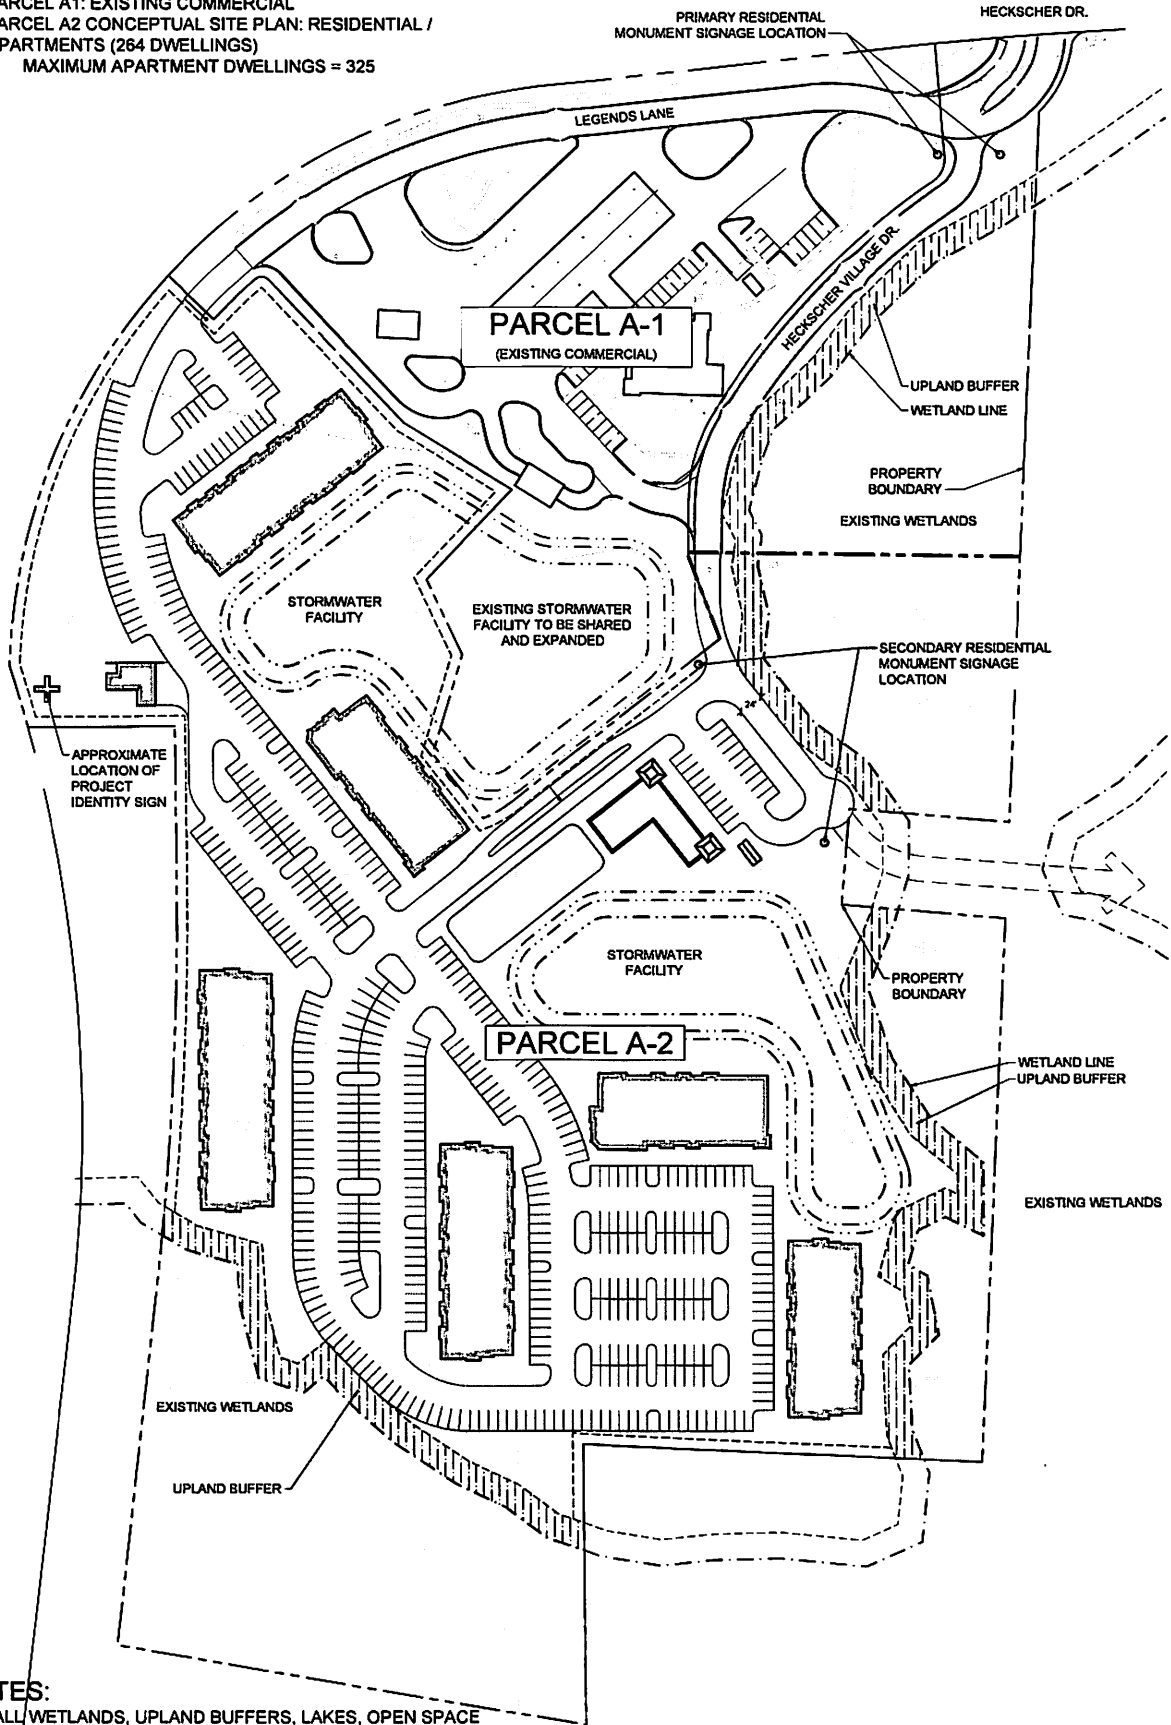 PARCEL A1: EXISTING COMMERCIAL
PARCEL A2 CONCEPTUAL SITE PLAN: RESIDENTIAL /
APARTMENTS (264 DWELLINGS)
MAXIMUM APARTMENT DWELLINGS = 325
PRIMARY RESIDENTIAL
MONUMENT SIGNAGE LOCATION
HECKSCHER DR.
LEGENDS LANE
HECKSCHER VILLAGE DR.
PARCEL A-1
(EXISTING COMMERCIAL)
UPLAND BUFFER
WETLAND LINE
PROPERTY
BOUNDARY
EXISTING WETLANDS
STORMWATER
FACILITY
EXISTING STORMWATER
FACILITY TO BE SHARED
AND EXPANDED
SECONDARY RESIDENTIAL
MONUMENT SIGNAGE
LOCATION
24'
APPROXIMATE
LOCATION OF
PROJECT
IDENTITY SIGN
STORMWATER
FACILITY
PROPERTY
BOUNDARY
PARCEL A-2
WETLAND LINE
UPLAND BUFFER
EXISTING WETLANDS
EXISTING WETLANDS
UPLAND BUFFER
TES:
ALL WETLANDS, UPLAND BUFFERS, LAKES, OPEN SPACE